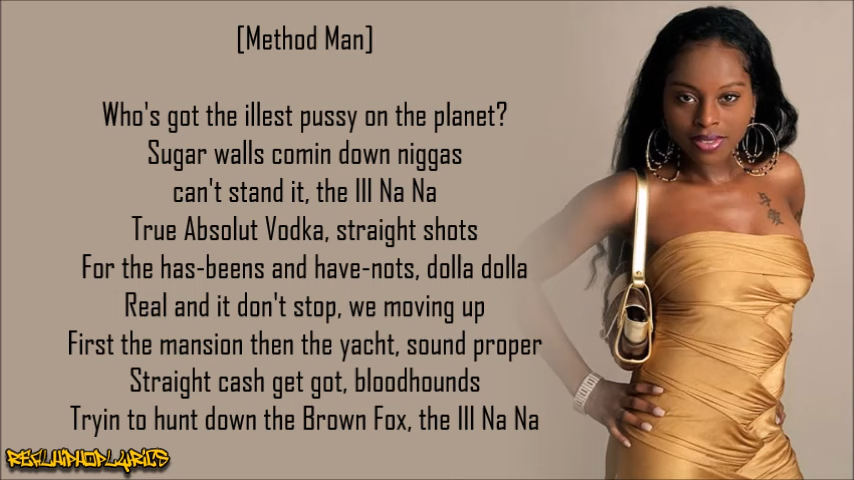 [Method Man]
Who's got the illest pussy on the planet?
Sugar walls comin down niggas
can't stand it, the Ill Na Na
True Absolut Vodka, straight shots
For the has-beens and have-nots, dolla dolla
Real and it don't stop, we moving up
First the mansion then the yacht, sound proper
Straight cash get got, bloodhounds
Tryin to hunt down the Brown Fox, the Ill Na Na
REALHIPHOPLYRICS